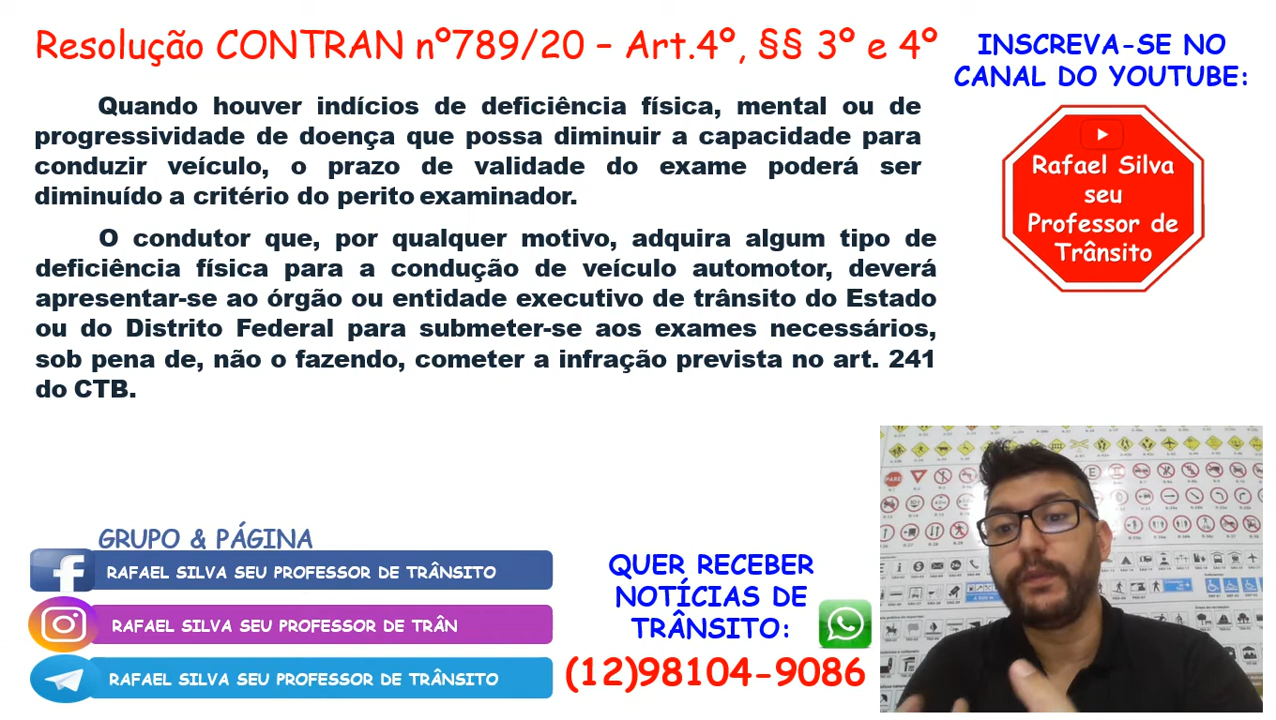 Resolução CONTRAN nº789/20 – Art.4º, §§ 3º e 4º
Quando houver indícios de deficiência física, mental ou de
progressividade de doença que possa diminuir a capacidade para
conduzir veículo, o prazo de validade do exame poderá ser
diminuído a critério do perito examinador.
O condutor que, por qualquer motivo, adquira algum tipo de
deficiência física para a condução de veículo automotor, deverá
apresentar-se ao órgão ou entidade executivo de trânsito do Estado
ou do Distrito Federal para submeter-se aos exames necessários,
sob pena de, não o fazendo, cometer a infração prevista no art. 241
do CTB.
INSCREVA-SE NO
CANAL DO YOUTUBE:
Rafael Silva
seu
Professor de
Trânsito
GRUPO & PÁGINA
RAFAEL SILVA SEU PROFESSOR DE TRÂNSITO
RAFAEL SILVA SEU PROFESSOR DE TRÂN
RAFAEL SILVA SEU PROFESSOR DE TRÂNSITO
QUER RECEBER
NOTÍCIAS DE
TRÂNSITO:
(12)98104-9086
PARE